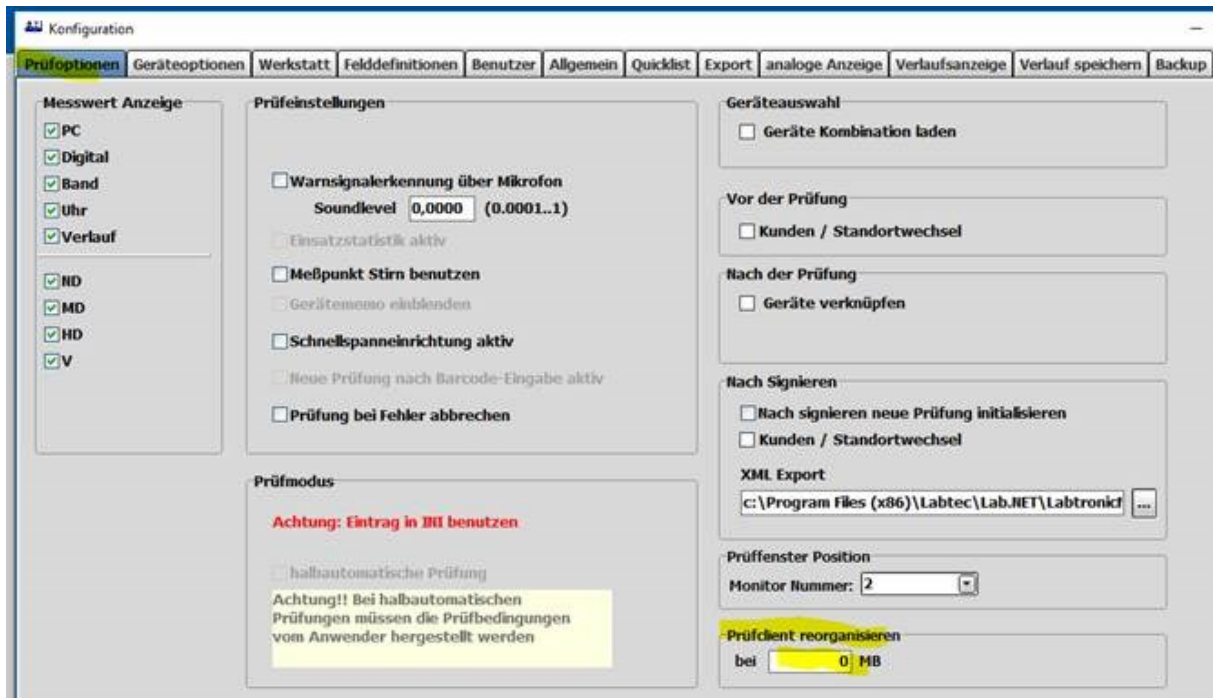 Konfiguration
Prüfoptionen Geräteoptionen Werkstatt Felddefinitionen Benutzer Allgemein Quicklist Export analoge Anzeige Verlaufsanzeige Verlauf speichern Backup
Messwert Anzeige
PC
Digital
Band
Uhr
Verlauf
ND
MD
HD
V
Prüfeinstellungen
Warnsignalerkennung über Mikrofon
Soundlevel 0,0000 (0.0001..1)
Einsatzstatistik aktiv
Meßpunkt Stirn benutzen
Gerätememo einblenden
Schnellspanneinrichtung aktiv
Neue Prüfung nach Barcode-Eingabe aktiv
Prüfung bei Fehler abbrechen
Prüfmodus
Achtung: Eintrag in INI benutzen
halbautomatische Prüfung
Achtung!! Bei halbautomatischen
Prüfungen müssen die Prüfbedingungen
vom Anwender hergestellt werden
Geräteauswahl
Geräte Kombination laden
Vor der Prüfung
Kunden / Standortwechsel
Nach der Prüfung
Geräte verknüpfen
Nach Signieren
Nach signieren neue Prüfung initialisieren
Kunden / Standortwechsel
XML Export
c:\Program Files (x86)\Labtec\Lab.NET\Labtronicf ...
Prüffenster Position
Monitor Nummer: 2
Prüfclient reorganisieren
bei 0 MB